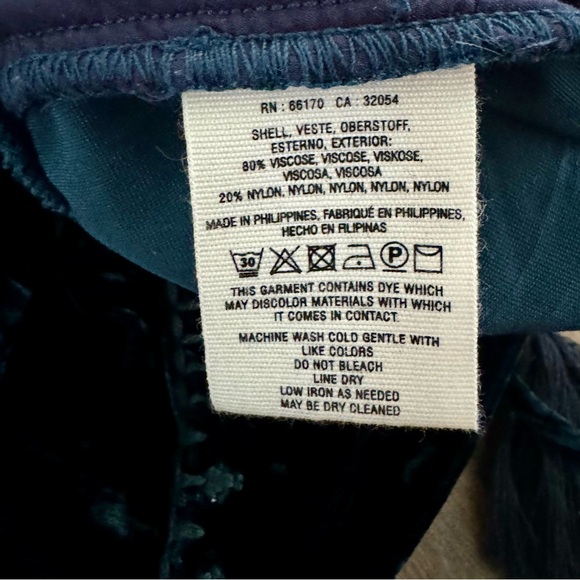 RN : 66170 CA : 32054
SHELL, VESTE, OBERSTOFF,
ESTERNO, EXTERIOR:
80% VISCOSE, VISCOSE, VISKOSE,
VISCOSA, VISCOSA
20% NYLON, NYLON, NYLON, NYLON, NYLON
MADE IN PHILIPPINES, FABRIQUÉ EN PHILIPPINES,
HECHO EN FILIPINAS
30 P
THIS GARMENT CONTAINS DYE WHICH
MAY DISCOLOR MATERIALS WITH WHICH
IT COMES IN CONTACT
MACHINE WASH COLD GENTLE WITH
LIKE COLORS
DO NOT BLEACH
LINE DRY
LOW IRON AS NEEDED
MAY BE DRY CLEANED